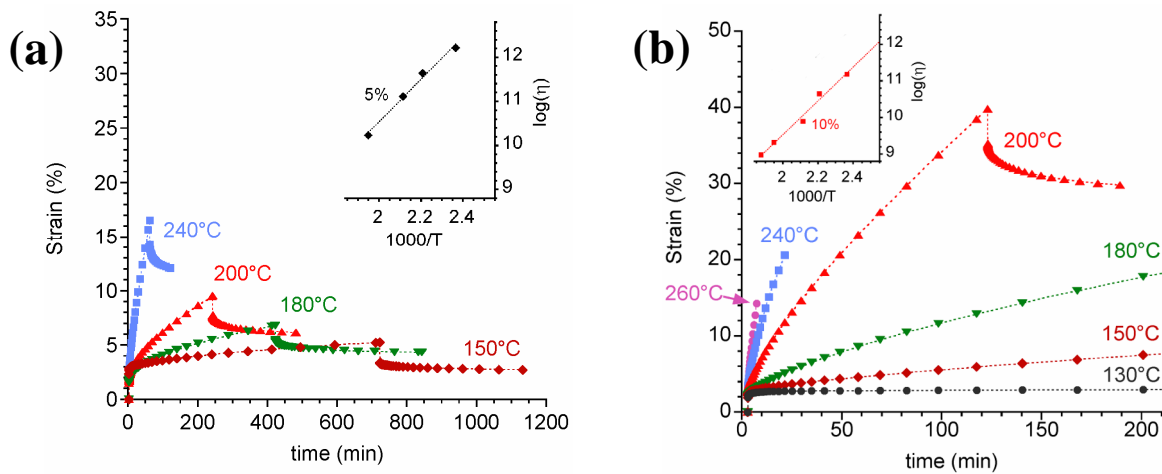 (a)
35
30
25
20
15
10
5
0
Strain (%)
0 200 400 600 800 1000 1200
time (min)
240°C
200°C
180°C
150°C
5%
12
11
10
9
log(η)
2 2.2 2.4
1000/T
(b)
50
40
30
20
10
0
Strain (%)
0 50 100 150 200
time (min)
260°C
240°C
200°C
180°C
150°C
130°C
10%
12
11
10
9
log(η)
2 2.2 2.4
1000/T